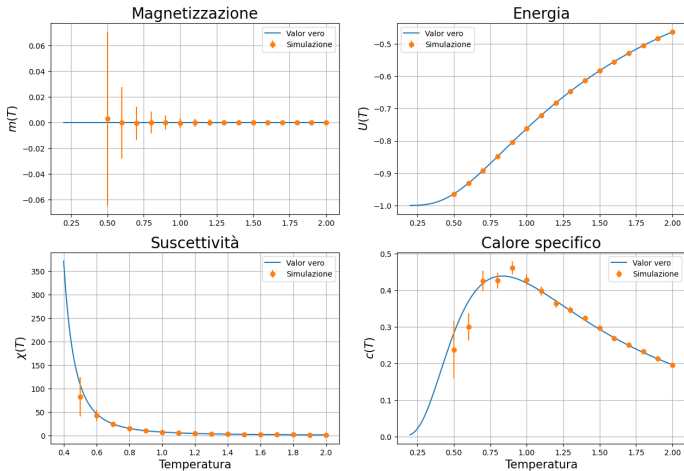 Magnetizzazione
m(T)
0.06
0.04
0.02
0.00
−0.02
−0.04
−0.06
0.25 0.50 0.75 1.00 1.25 1.50 1.75 2.00
Valor vero
Simulazione
Energia
U(T)
−0.5
−0.6
−0.7
−0.8
−0.9
−1.0
0.25 0.50 0.75 1.00 1.25 1.50 1.75 2.00
Valor vero
Simulazione
Suscettività
χ(T)
350
300
250
200
150
100
50
0
0.4 0.6 0.8 1.0 1.2 1.4 1.6 1.8 2.0
Temperatura
Valor vero
Simulazione
Calore specifico
c(T)
0.5
0.4
0.3
0.2
0.1
0.0
0.25 0.50 0.75 1.00 1.25 1.50 1.75 2.00
Temperatura
Valor vero
Simulazione